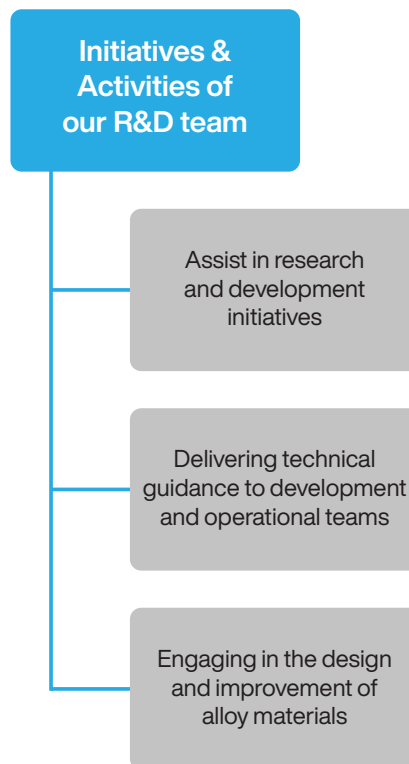 Initiatives &
Activities of
our R&D team
Assist in research
and development
initiatives
Delivering technical
guidance to development
and operational teams
Engaging in the design
and improvement of
alloy materials